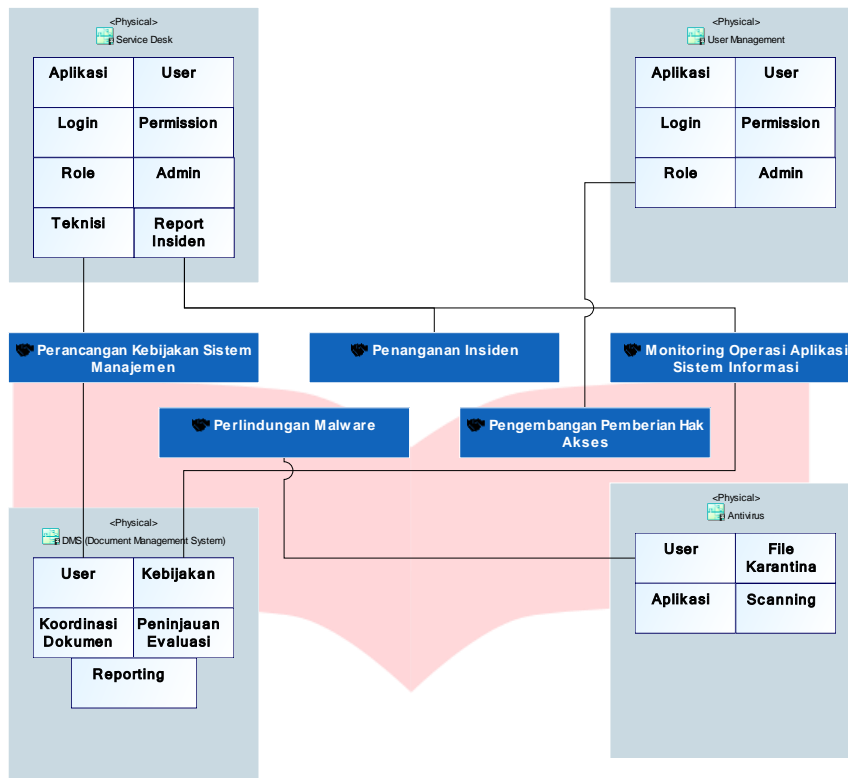 <Physical>
Service Desk
Aplikasi
User
Login
Permission
Role
Admin
Teknisi
Report
Insiden
<Physical>
User Management
Aplikasi
User
Login
Permission
Role
Admin
Perancangan Kebijakan Sistem
Manajemen
Penanganan Insiden
Monitoring Operasi Aplikasi
Sistem Informasi
Perlindungan Malware
Pengembangan Pemberian Hak
Akses
<Physical>
DMS (Document Management System)
User
Kebijakan
Koordinasi
Dokumen
Peninjauan
Evaluasi
Reporting
<Physical>
Antivirus
User
File
Karantina
Aplikasi
Scanning